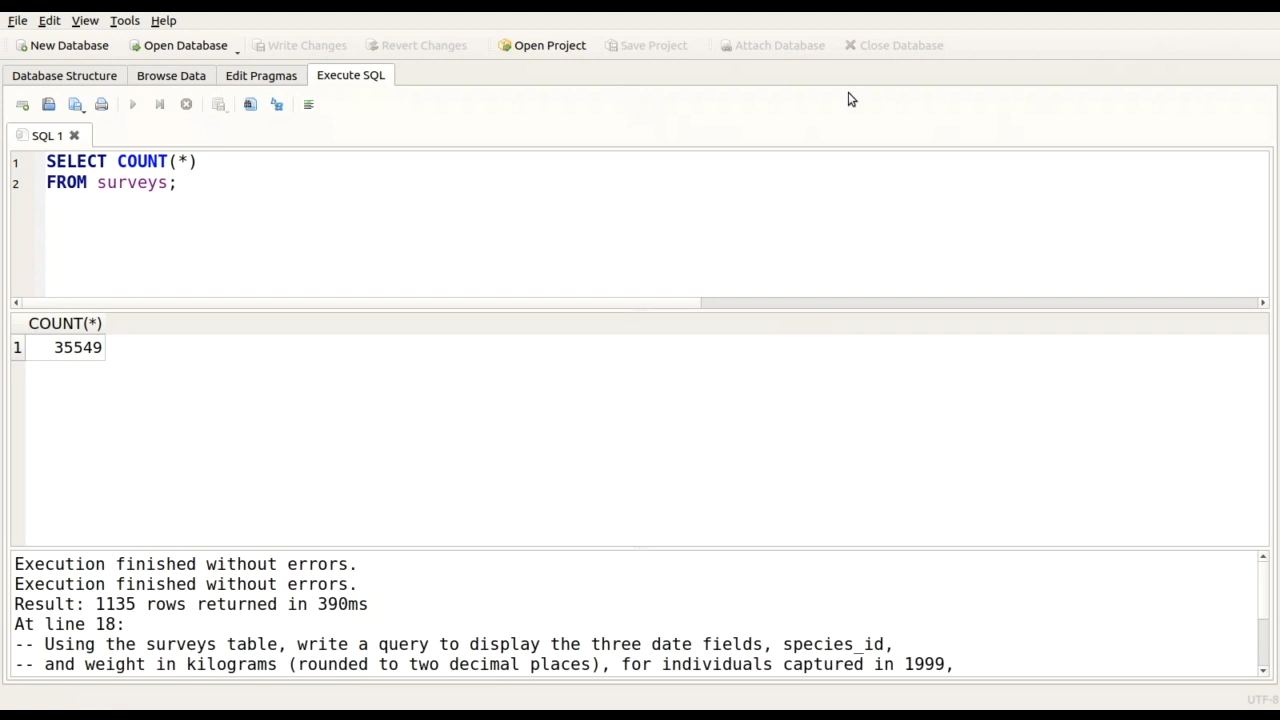 File Edit View Tools Help
New Database Open Database Write Changes Revert Changes Open Project Save Project Attach Database Close Database
Database Structure Browse Data Edit Pragmas Execute SQL
SQL 1
1 SELECT COUNT(*)
2 FROM surveys;
COUNT(*)
1 35549
Execution finished without errors.
Execution finished without errors.
Result: 1135 rows returned in 390ms
At line 18:
-- Using the surveys table, write a query to display the three date fields, species_id,
-- and weight in kilograms (rounded to two decimal places), for individuals captured in 1999,
UTF-8